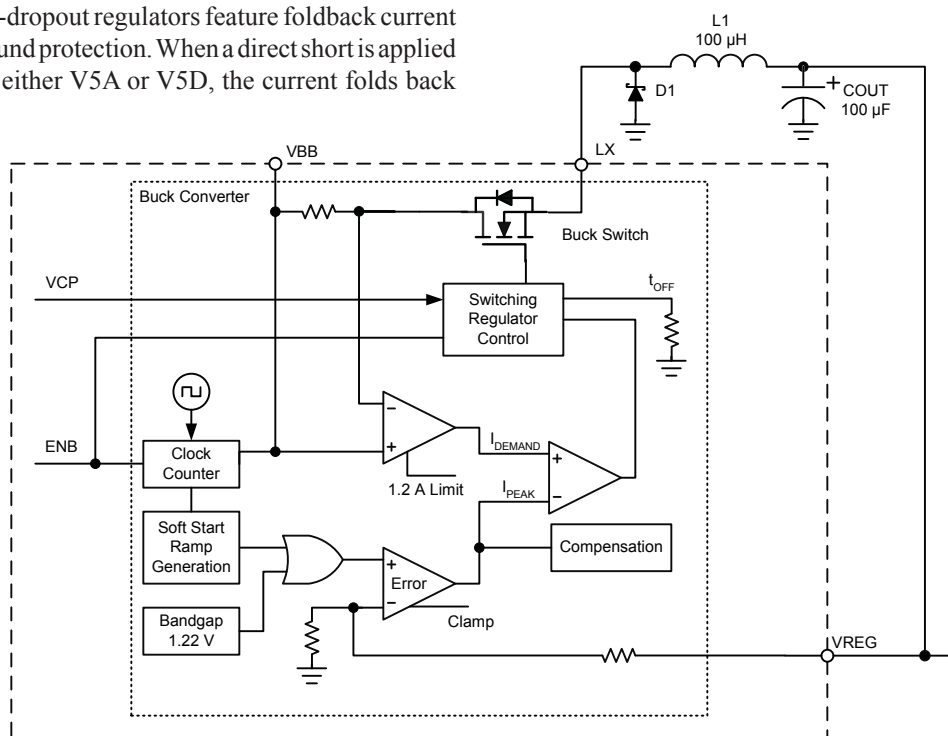 -dropout regulators feature foldback current
und protection. When a direct short is applied
either V5A or V5D, the current folds back
L1
100 µH
D1
+
COUT
100 µF
VBB
LX
Buck Converter
Buck Switch
VCP
Switching
Regulator
Control
tOFF
ENB
Clock
Counter
–
+
1.2 A Limit
IDEMAND
IPEAK
+
–
Soft Start
Ramp
Generation
Compensation
+
Error
–
Clamp
Bandgap
1.22 V
VREG